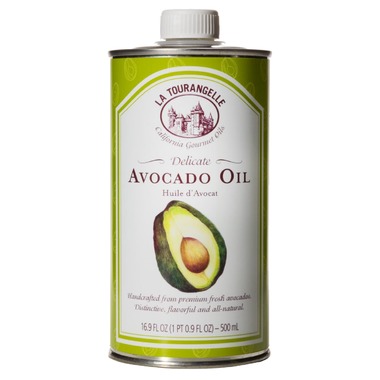 LA TOURANGELLE
California Gourmet Oils
Delicate
AVOCADO OIL
Huile d'Avocat
Handcrafted from premium fresh avocados.
Distinctive, flavorful and all-natural.
16.9 FL OZ (1 PT 0.9 FL OZ) – 500 mL